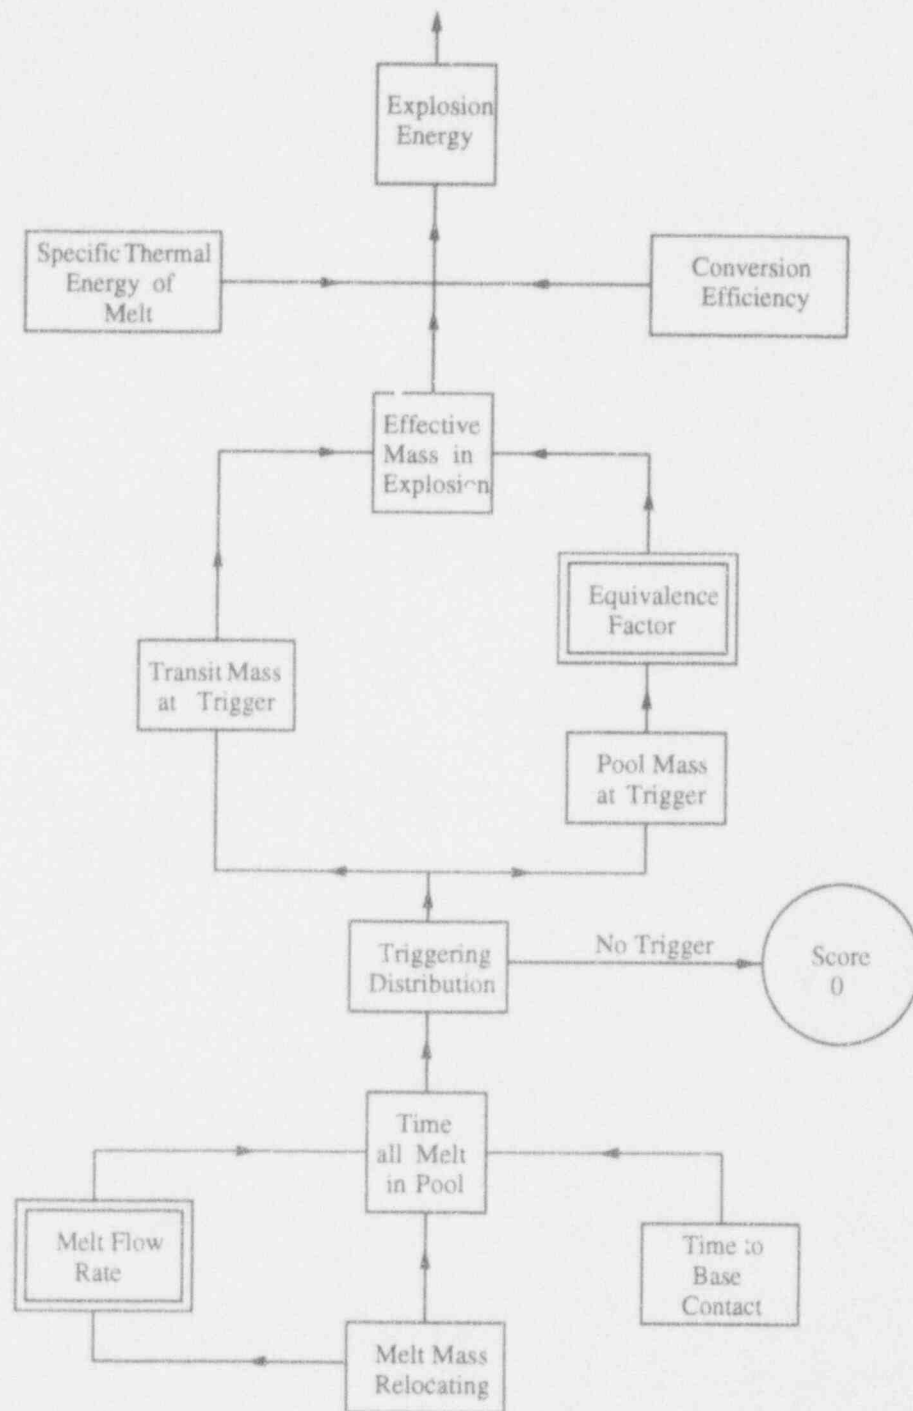 Explosion
Energy
Specific Thermal
Energy of
Melt
Conversion
Efficiency
Effective
Mass in
Explosion
Equivalence
Factor
Transit Mass
at Trigger
Pool Mass
at Trigger
Triggering
Distribution
No Trigger
Score
0
Time
all Melt
in Pool
Melt Flow
Rate
Time to
Base
Contact
Melt Mass
Relocating